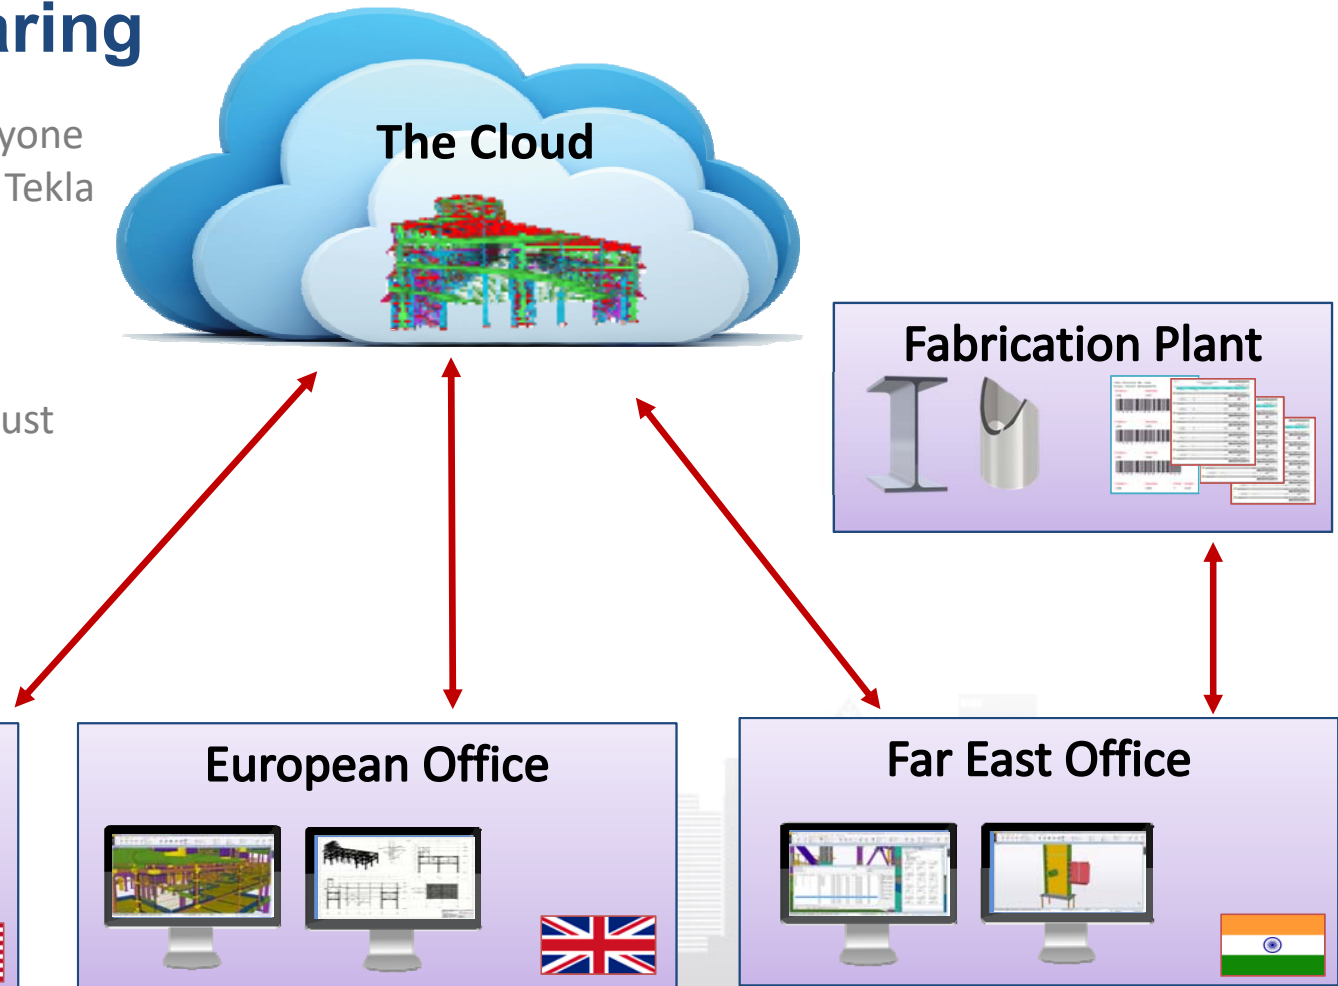 aring
yone
Tekla
ust
The Cloud
Fabrication Plant
European Office
Far East Office